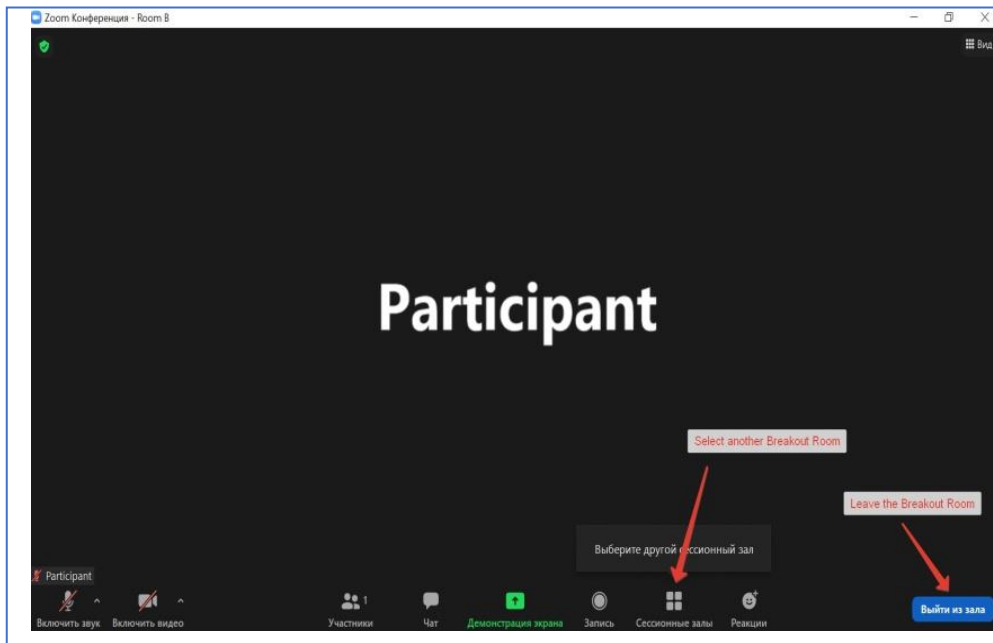 Zoom Конференция - Room B
Вид
Participant
Select another Breakout Room
Leave the Breakout Room
Выберите другой сессионный зал
Participant
1
Включить звук Включить видео Участники Чат Демонстрация экрана Запись Сессионные залы Реакции Выйти из зала